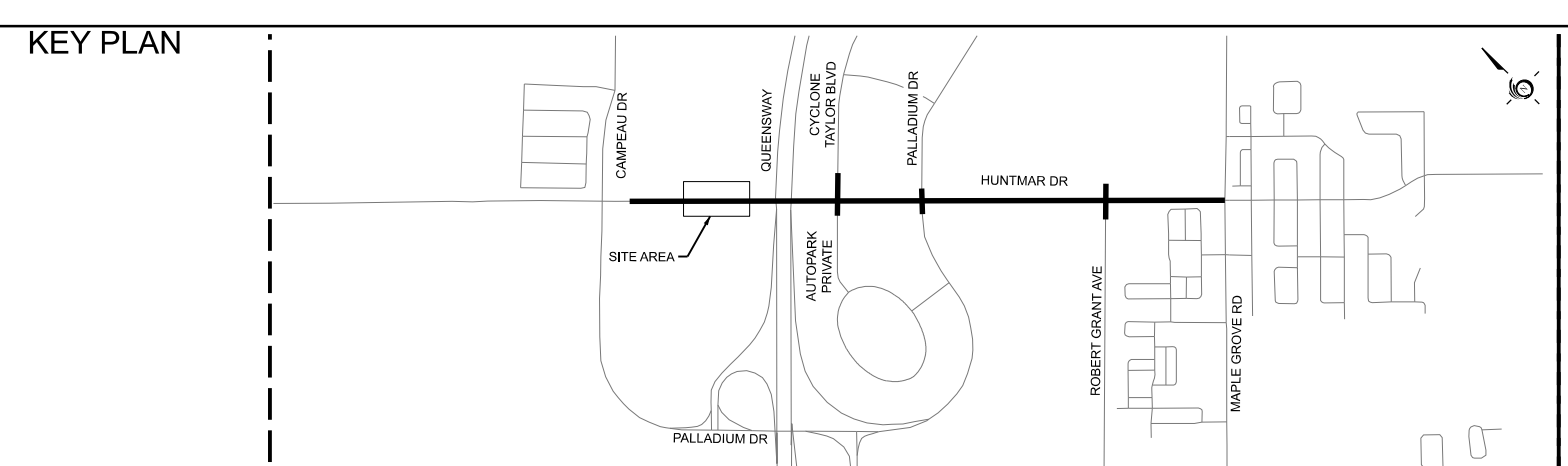 KEY PLAN
CAMPEAU DR
QUEENSWAY
CYCLONE
TAYLOR BLVD
PALLADIUM DR
HUNTMAR DR
SITE AREA
AUTOPARK
PRIVATE
ROBERT GRANT AVE
MAPLE GROVE RD
PALLADIUM DR